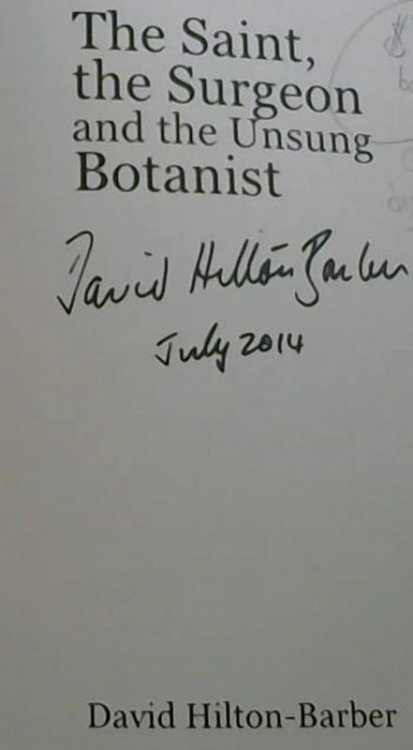 The Saint,
the Surgeon
and the Unsung
Botanist
David Hilton Barber
July 2014
David Hilton-Barber